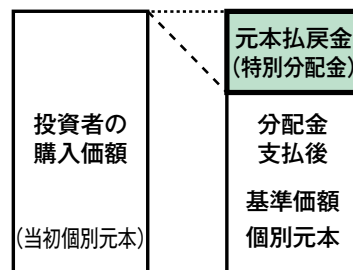 投資者の
購入価額
(当初個別元本)
元本払戻金
(特別分配金)
分配金
支払後
基準価額
個別元本